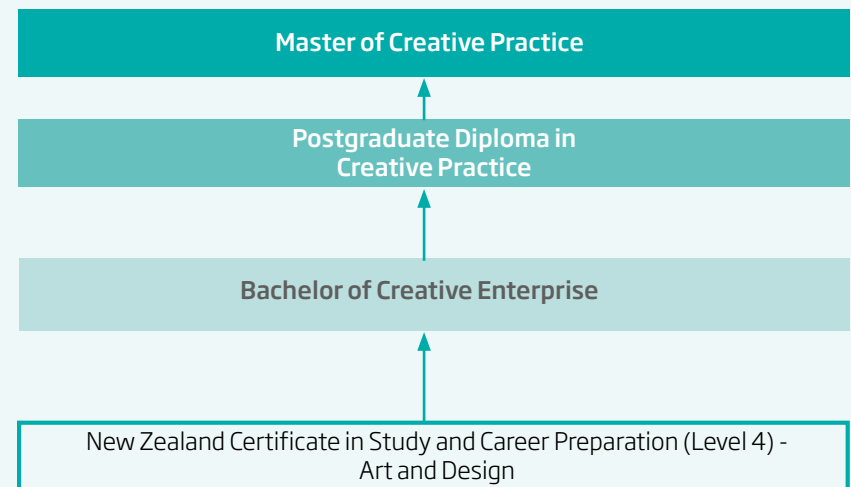 Master of Creative Practice
Postgraduate Diploma in
Creative Practice
Bachelor of Creative Enterprise
New Zealand Certificate in Study and Career Preparation (Level 4) -
Art and Design